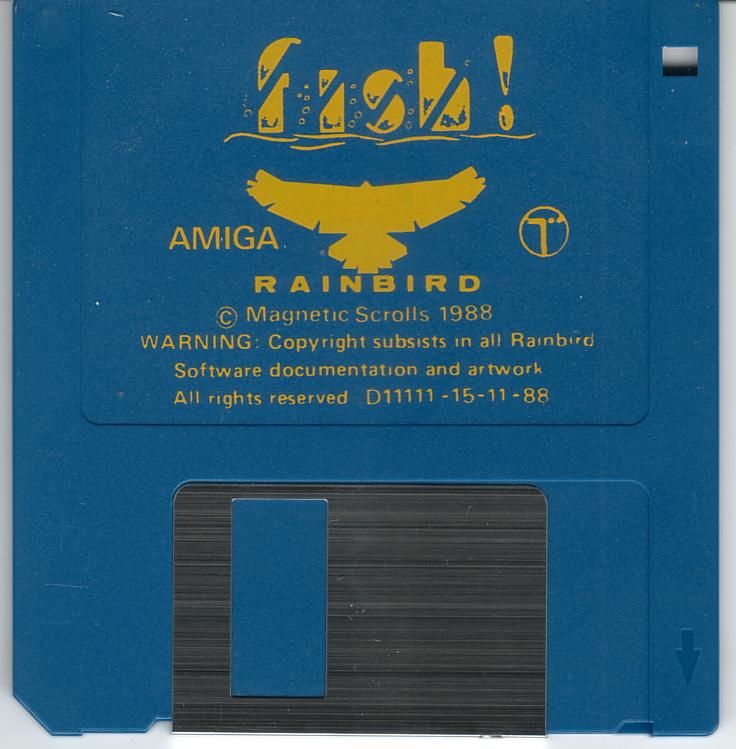 fish!
AMIGA
RAINBIRD
© Magnetic Scrolls 1988
WARNING: Copyright subsists in all Rainbird
Software documentation and artwork
All rights reserved D11111-15-11-88